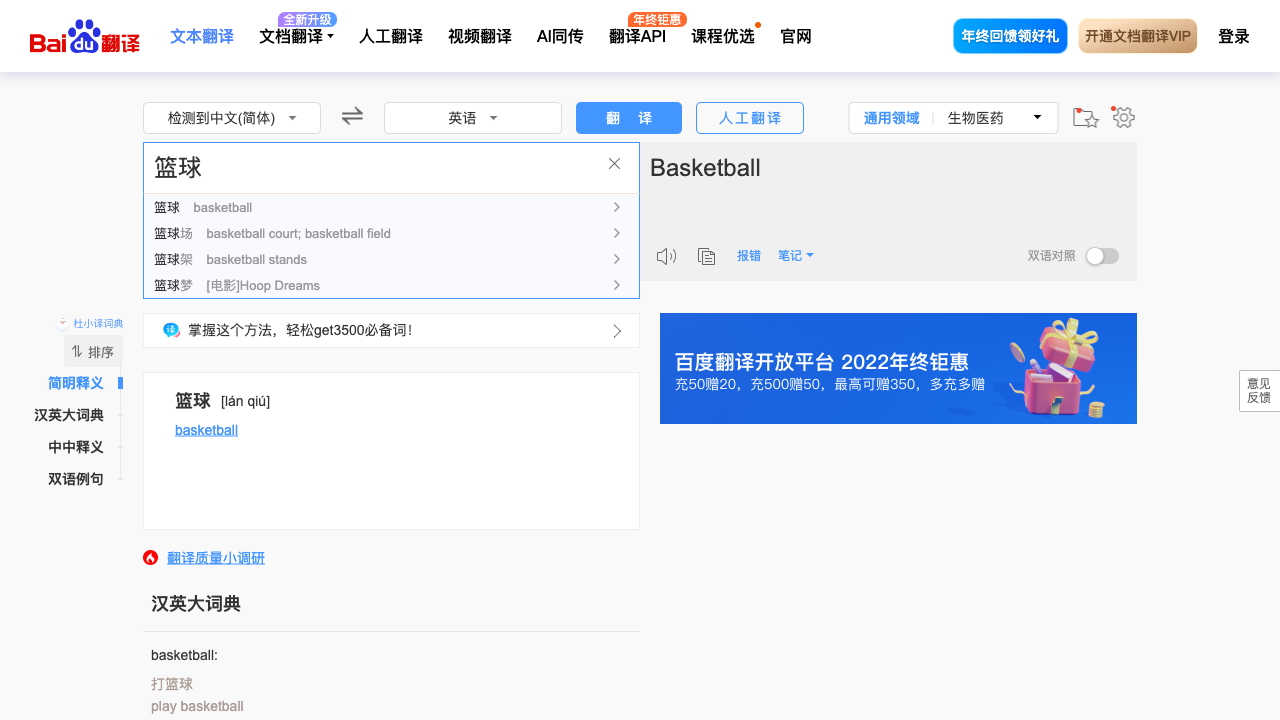 Bai du 翻译
文本翻译
全新升级
文档翻译
人工翻译
视频翻译
AI同传
年终钜惠
翻译API
课程优选
官网
年终回馈领好礼
开通文档翻译VIP
登录
检测到中文(简体)
英语
翻 译
人工翻译
通用领域
生物医药
篮球
Basketball
篮球 basketball
篮球场 basketball court; basketball field
篮球架 basketball stands
篮球梦 [电影]Hoop Dreams
报错
笔记
双语对照
杜小译词典
排序
简明释义
汉英大词典
中中释义
双语例句
译 掌握这个方法，轻松get3500必备词！
百度翻译开放平台 2022年终钜惠
充50赠20，充500赠50，最高可赠350，多充多赠
意见
反馈
篮球 [lán qiú]
basketball
翻译质量小调研
汉英大词典
basketball:
打篮球
play basketball